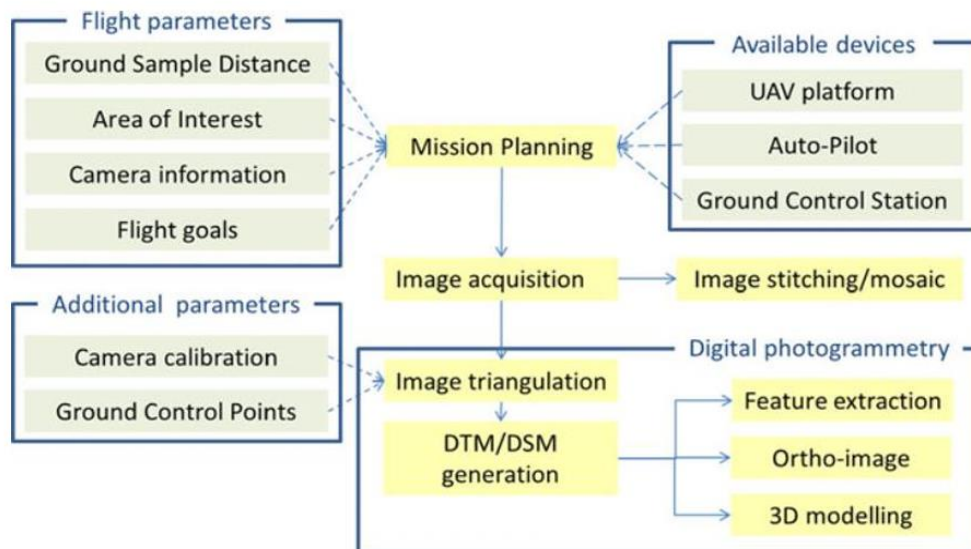 Flight parameters
Ground Sample Distance
Area of Interest
Camera information
Flight goals
Available devices
UAV platform
Auto-Pilot
Ground Control Station
Mission Planning
Image acquisition
Image stitching/mosaic
Additional parameters
Camera calibration
Ground Control Points
Digital photogrammetry
Image triangulation
DTM/DSM
generation
Feature extraction
Ortho-image
3D modelling